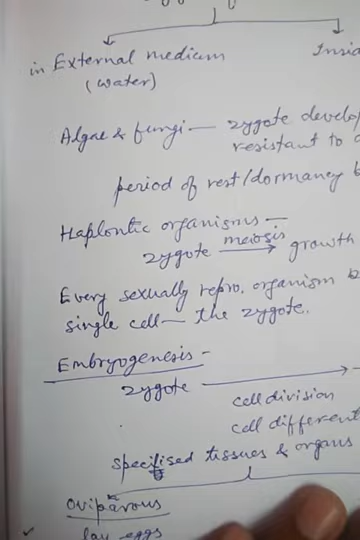 in External medium Insid
(water)
Algae & fungi — zygote develop
resistant to d
period of rest/dormancy b
Haplontic organisms —
zygote meiosis → growth
Every sexually repro. organism b
single cell — the zygote.
Embryogenesis -
zygote →
cell division
cell different
specified tissues & organs
Oviparous
lay eggs